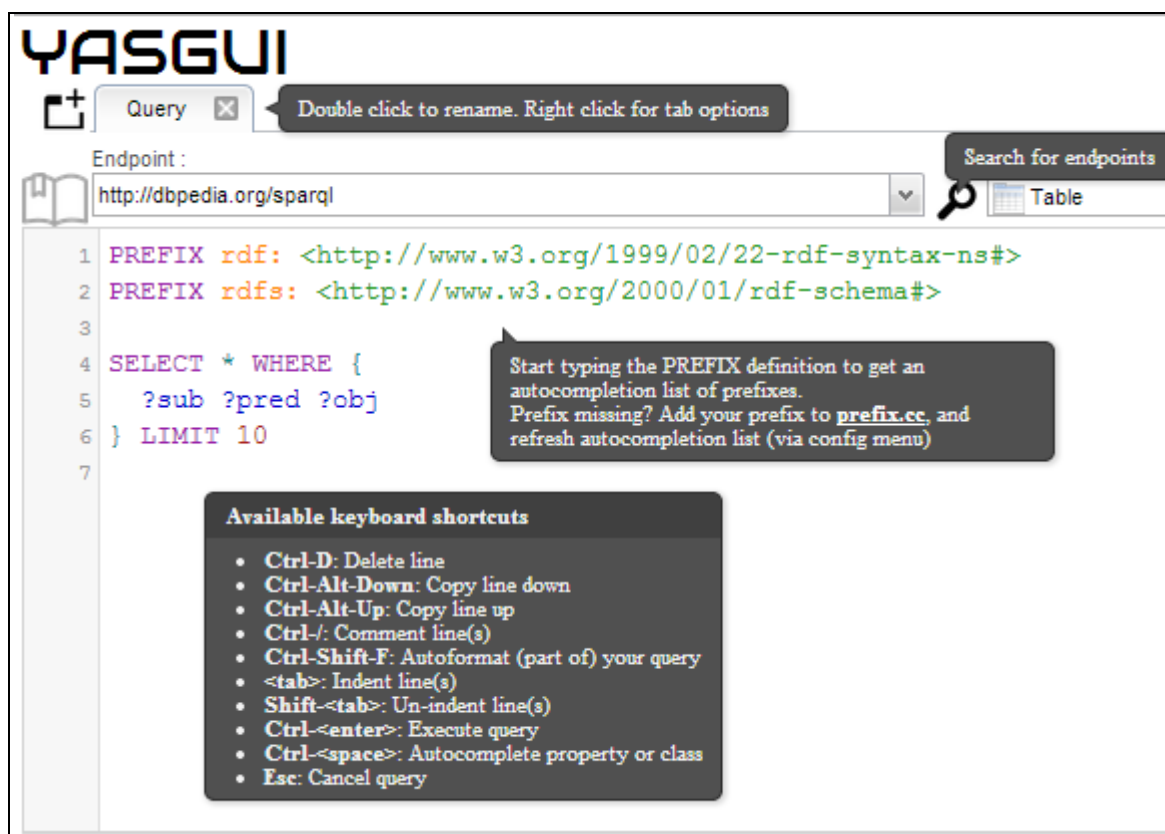 YASGUI
Query
Double click to rename. Right click for tab options
Endpoint :
Search for endpoints
http://dbpedia.org/sparql
Table
1 PREFIX rdf: <http://www.w3.org/1999/02/22-rdf-syntax-ns#>
2 PREFIX rdfs: <http://www.w3.org/2000/01/rdf-schema#>
3
4 SELECT * WHERE {
5 ?sub ?pred ?obj
6 } LIMIT 10
7
Start typing the PREFIX definition to get an
autocompletion list of prefixes.
Prefix missing? Add your prefix to prefix.cc, and
refresh autocompletion list (via config menu)
Available keyboard shortcuts
• Ctrl-D: Delete line
• Ctrl-Alt-Down: Copy line down
• Ctrl-Alt-Up: Copy line up
• Ctrl-/: Comment line(s)
• Ctrl-Shift-F: Autoformat (part of) your query
• <tab>: Indent line(s)
• Shift-<tab>: Un-indent line(s)
• Ctrl-<enter>: Execute query
• Ctrl-<space>: Autocomplete property or class
• Esc: Cancel query